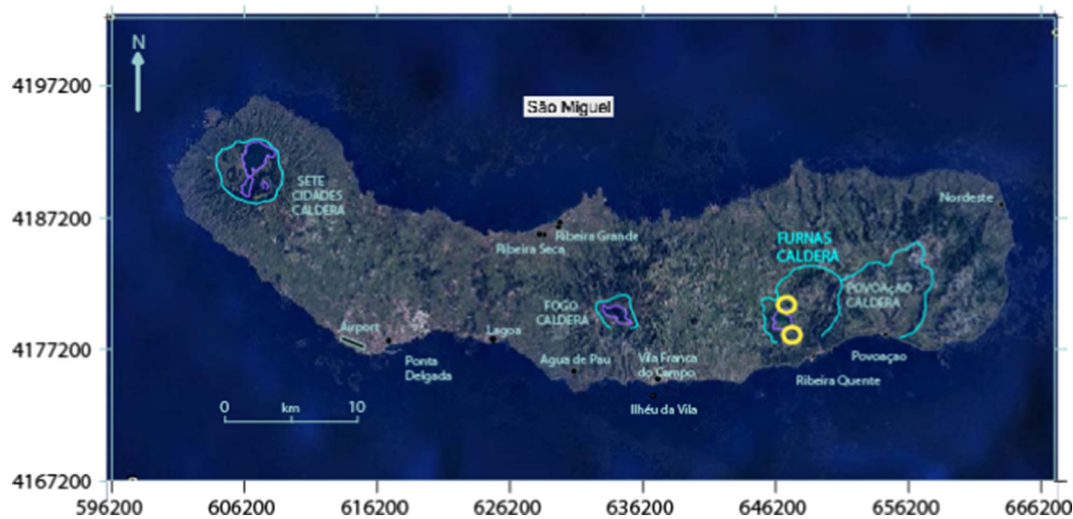 N
4197200
São Miguel
SETE
CIDADES
CALDERA
Nordeste
4187200
Ribeira Grande
Ribeira Seca
FURNAS
CALDERA
POVOAçãO
CALDERA
FOGO
CALDERA
Airport
Lagoa
4177200
Ponta
Delgada
Agua de Pau
Vila Franca
do Campo
Povoaçao
Ribeira Quente
0 km 10
Ilhéu da Vila
4167200
596200 606200 616200 626200 636200 646200 656200 666200